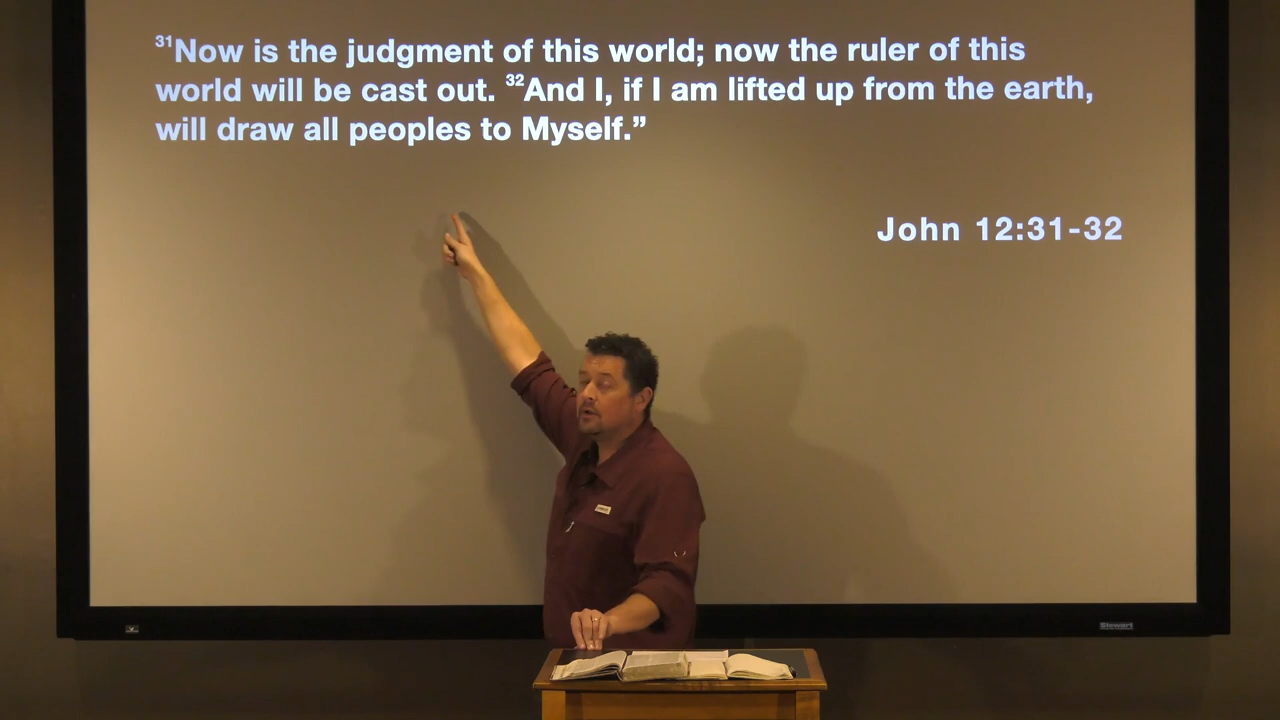 ³¹Now is the judgment of this world; now the ruler of this
world will be cast out. ³²And I, if I am lifted up from the earth,
will draw all peoples to Myself.”
John 12:31-32
Stewart